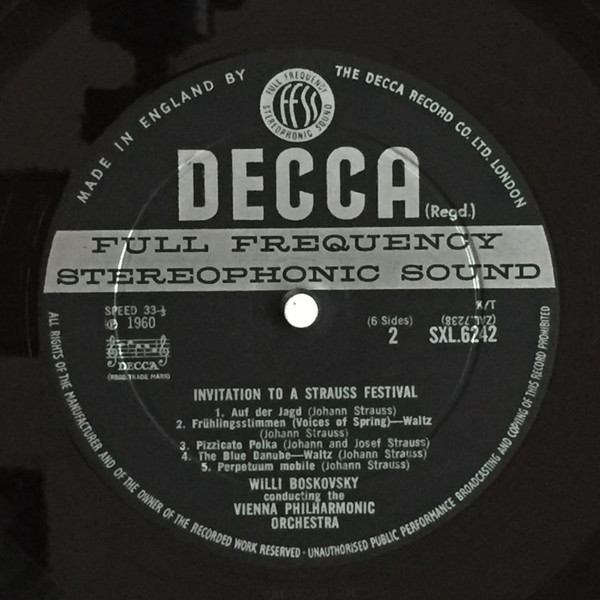 MADE IN ENGLAND BY
THE DECCA RECORD CO. LTD. LONDON
FULL FREQUENCY
ffss
STEREOPHONIC SOUND
DECCA (Regd.)
FULL FREQUENCY
STEREOPHONIC SOUND
SPEED 33⅓
℗ 1960
DECCA
(REGD. TRADE MARK)
X/T
(6 Sides) (ZAL.7238)
2 SXL.6242
INVITATION TO A STRAUSS FESTIVAL
1. Auf der Jagd (Johann Strauss)
2. Frühlingsslimmen (Voices of Spring)—Waltz
(Johann Strauss)
3. Pizzicato Polka (Johann and Josef Strauss)
4. The Blue Danube—Waltz (Johann Strauss)
5. Perpetuum mobile (Johann Strauss)
WILLI BOSKOVSKY
conducting the
VIENNA PHILHARMONIC
ORCHESTRA
ALL RIGHTS OF THE MANUFACTURER AND OF THE OWNER OF THE RECORDED WORK RESERVED · UNAUTHORISED PUBLIC PERFORMANCE BROADCASTING AND COPYING OF THIS RECORD PROHIBITED